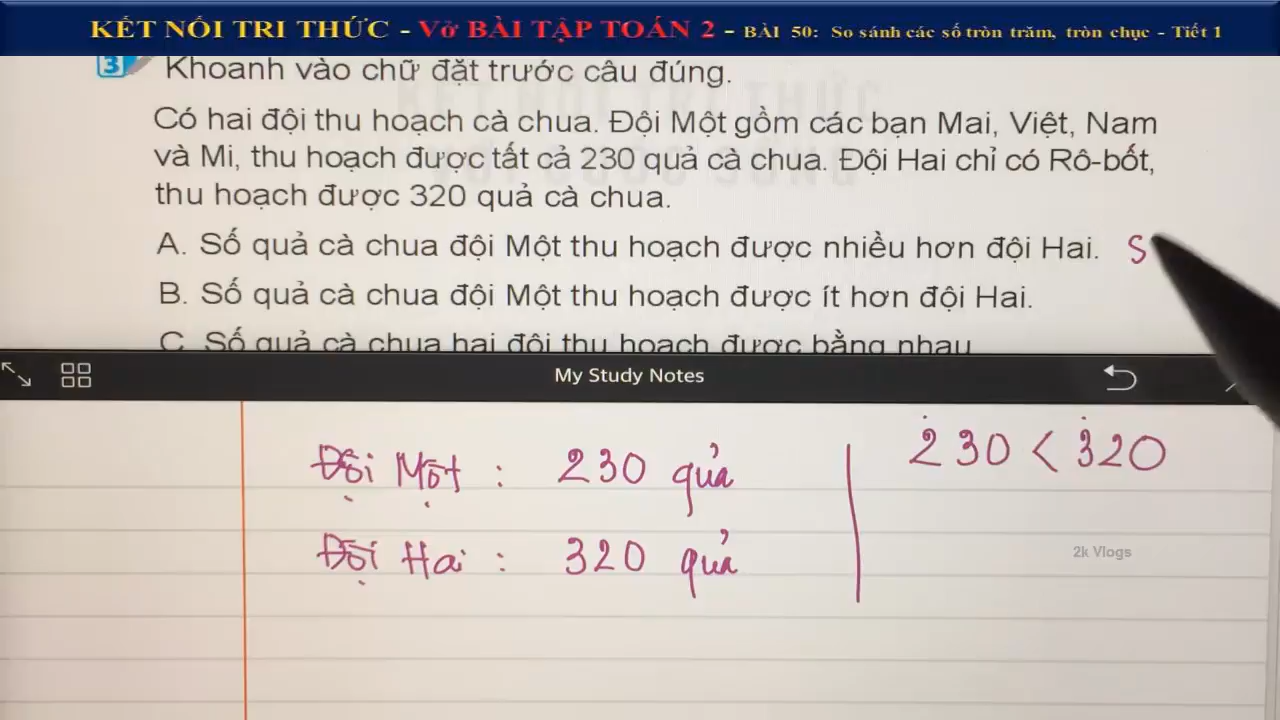 KẾT NỐI TRI THỨC - Vở BÀI TẬP TOÁN 2 - BÀI 50: So sánh các số tròn trăm, tròn chục - Tiết 1
3 Khoanh vào chữ đặt trước câu đúng.
Có hai đội thu hoạch cà chua. Đội Một gồm các bạn Mai, Việt, Nam
và Mi, thu hoạch được tất cả 230 quả cà chua. Đội Hai chỉ có Rô-bốt,
thu hoạch được 320 quả cà chua.
A. Số quả cà chua đội Một thu hoạch được nhiều hơn đội Hai. S
B. Số quả cà chua đội Một thu hoạch được ít hơn đội Hai.
C. Số quả cà chua hai đội thu hoạch được bằng nhau
My Study Notes
Đội Một : 230 quả
230 < 320
Đội Hai : 320 quả
2k Vlogs